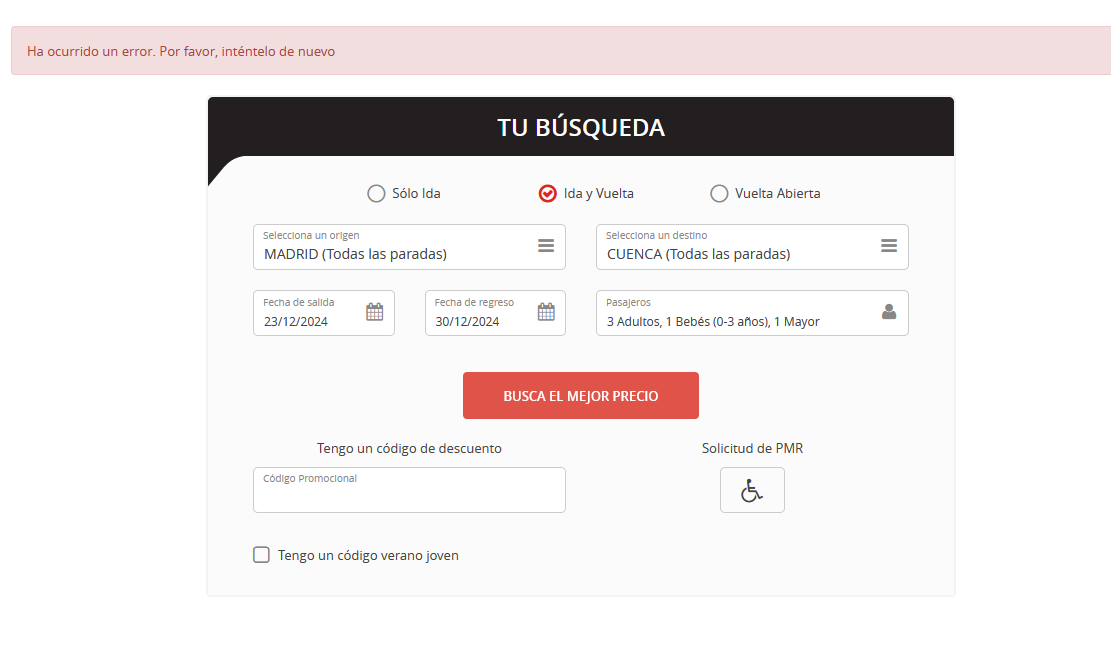 Ha ocurrido un error. Por favor, inténtelo de nuevo
TU BÚSQUEDA
Sólo Ida
Ida y Vuelta
Vuelta Abierta
Selecciona un origen
MADRID (Todas las paradas)
Selecciona un destino
CUENCA (Todas las paradas)
Fecha de salida
23/12/2024
Fecha de regreso
30/12/2024
Pasajeros
3 Adultos, 1 Bebés (0-3 años), 1 Mayor
BUSCA EL MEJOR PRECIO
Tengo un código de descuento
Solicitud de PMR
Código Promocional
Tengo un código verano joven